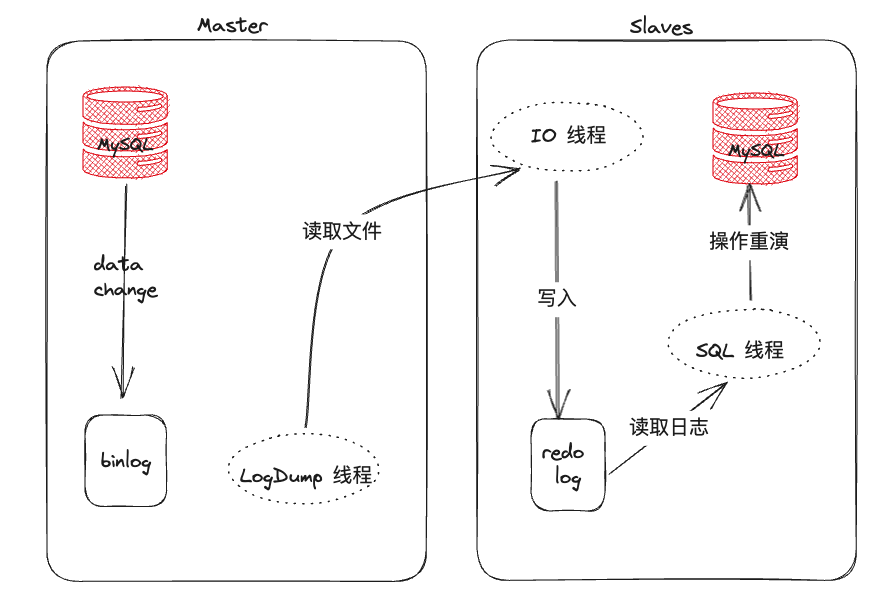 Master
MySQL
data
change
binlog
读取文件
LogDump 线程
Slaves
IO 线程
写入
redo
log
读取日志
SQL 线程
操作重演
MySQL